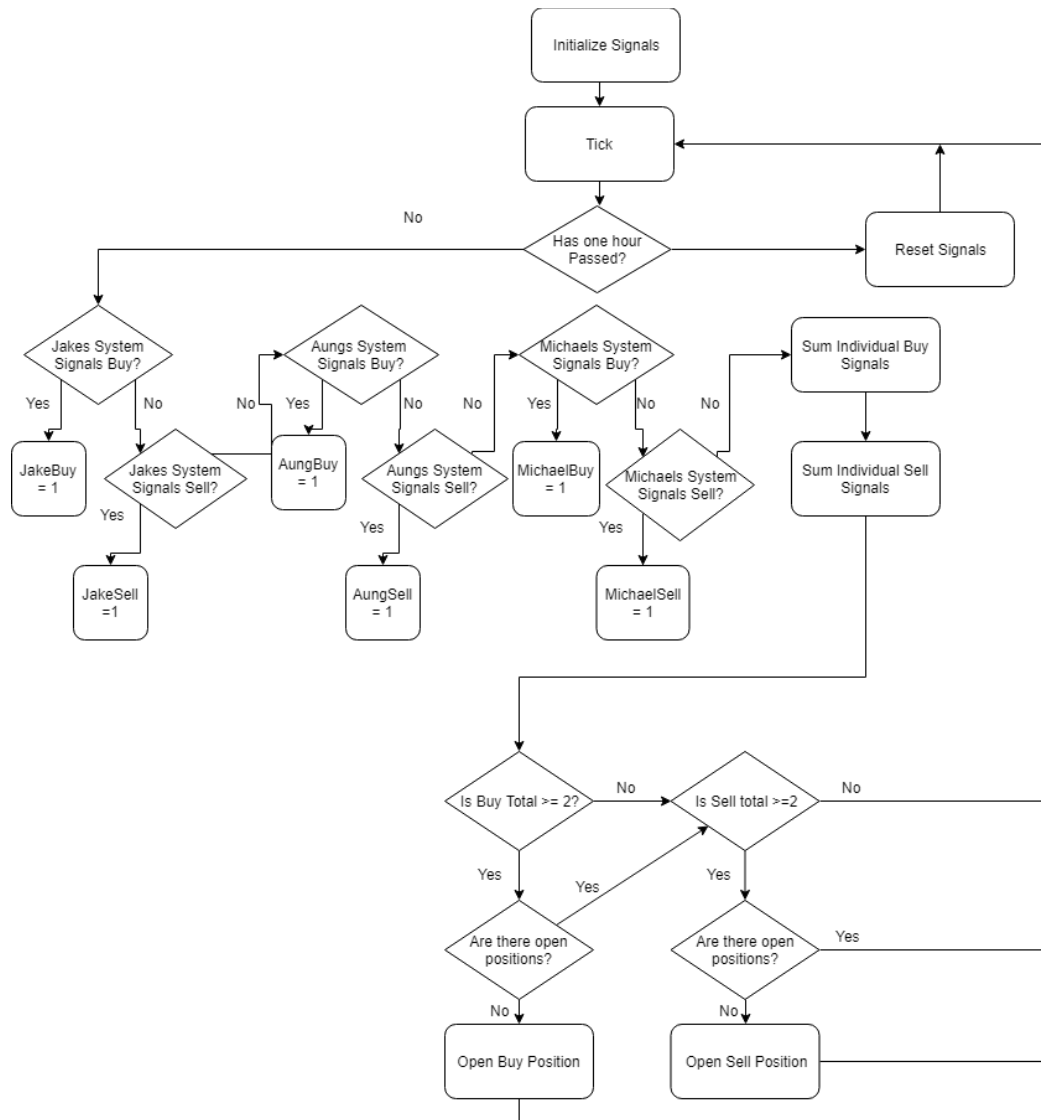 Initialize Signals
Tick
No
Has one hour
Passed?
Reset Signals
Jakes System
Signals Buy?
Aungs System
Signals Buy?
Michaels System
Signals Buy?
Sum Individual Buy
Signals
Yes
No
No
Yes
No
No
Yes
No
No
JakeBuy
= 1
Jakes System
Signals Sell?
AungBuy
= 1
Aungs System
Signals Sell?
MichaelBuy
= 1
Michaels System
Signals Sell?
Sum Individual Sell
Signals
Yes
Yes
Yes
JakeSell
=1
AungSell
= 1
MichaelSell
= 1
Is Buy Total >= 2?
No
Is Sell total >=2
No
Yes
Yes
Yes
Are there open
positions?
Are there open
positions?
Yes
No
No
Open Buy Position
Open Sell Position